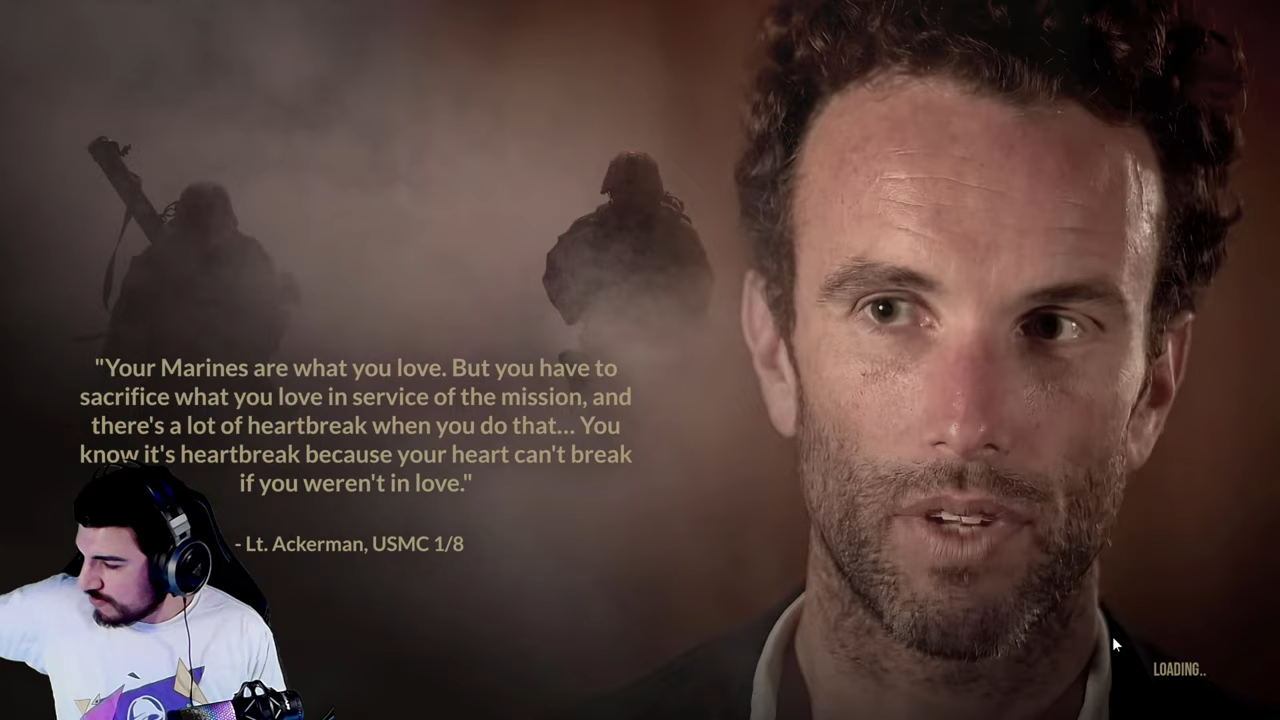 "Your Marines are what you love. But you have to
sacrifice what you love in service of the mission, and
there's a lot of heartbreak when you do that... You
know it's heartbreak because your heart can't break
if you weren't in love."
- Lt. Ackerman, USMC 1/8
LOADING..